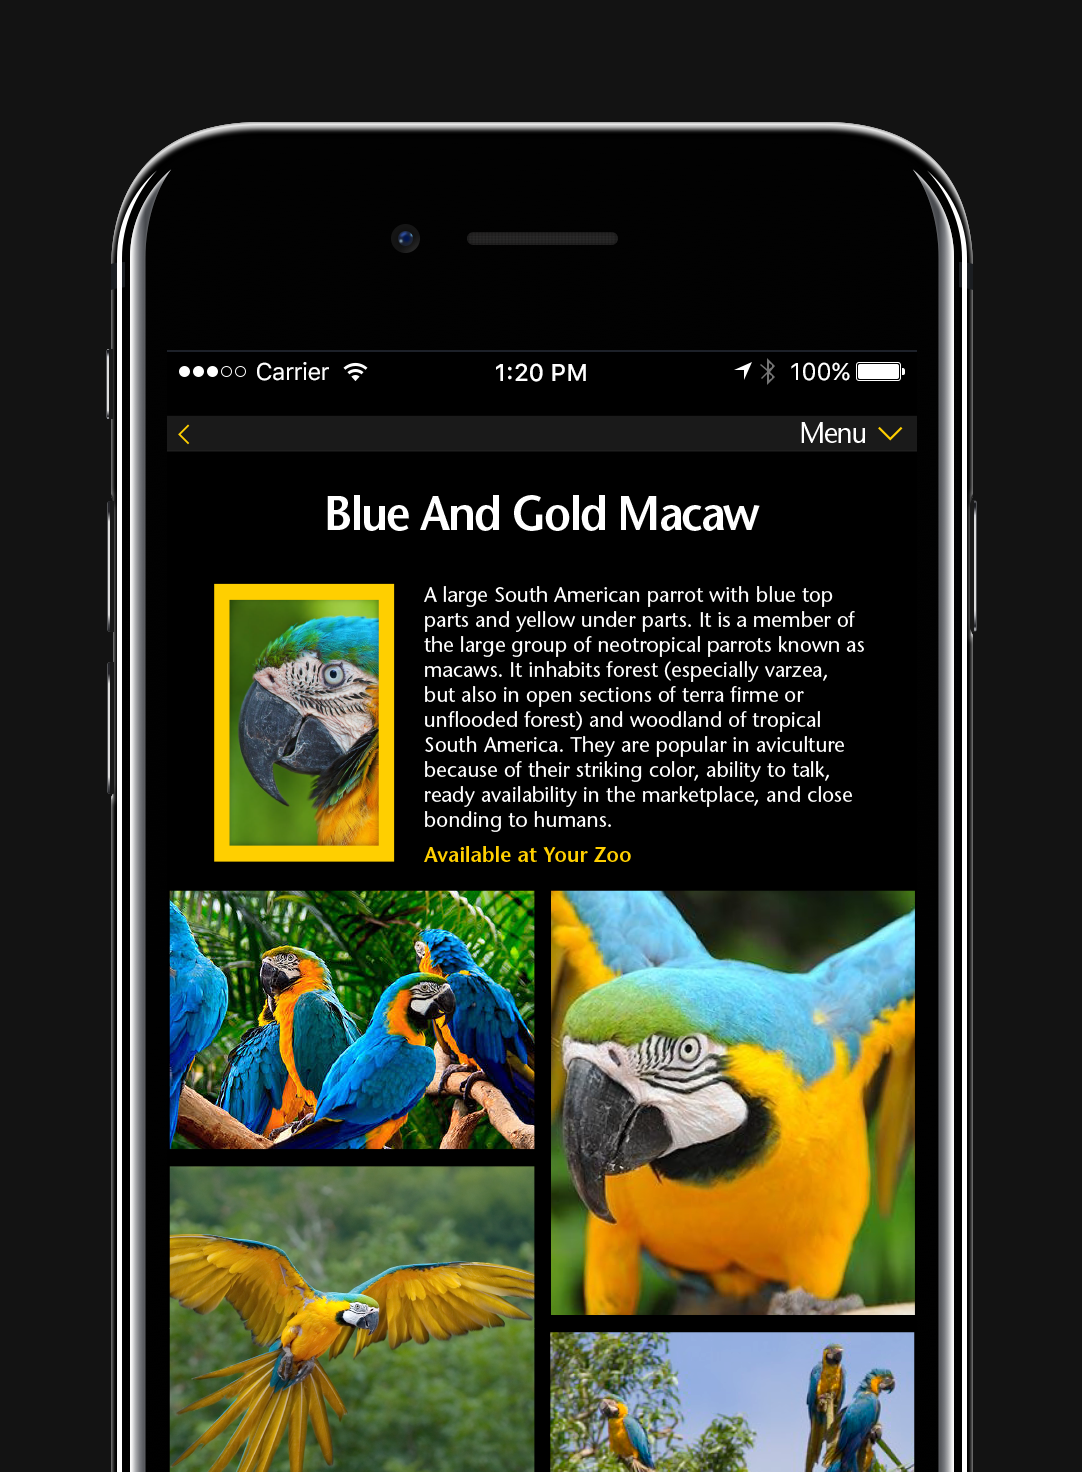 Carrier 1:20 PM 100%
Menu
Blue And Gold Macaw
A large South American parrot with blue top
parts and yellow under parts. It is a member of
the large group of neotropical parrots known as
macaws. It inhabits forest (especially varzea,
but also in open sections of terra firme or
unflooded forest) and woodland of tropical
South America. They are popular in aviculture
because of their striking color, ability to talk,
ready availability in the marketplace, and close
bonding to humans.
Available at Your Zoo